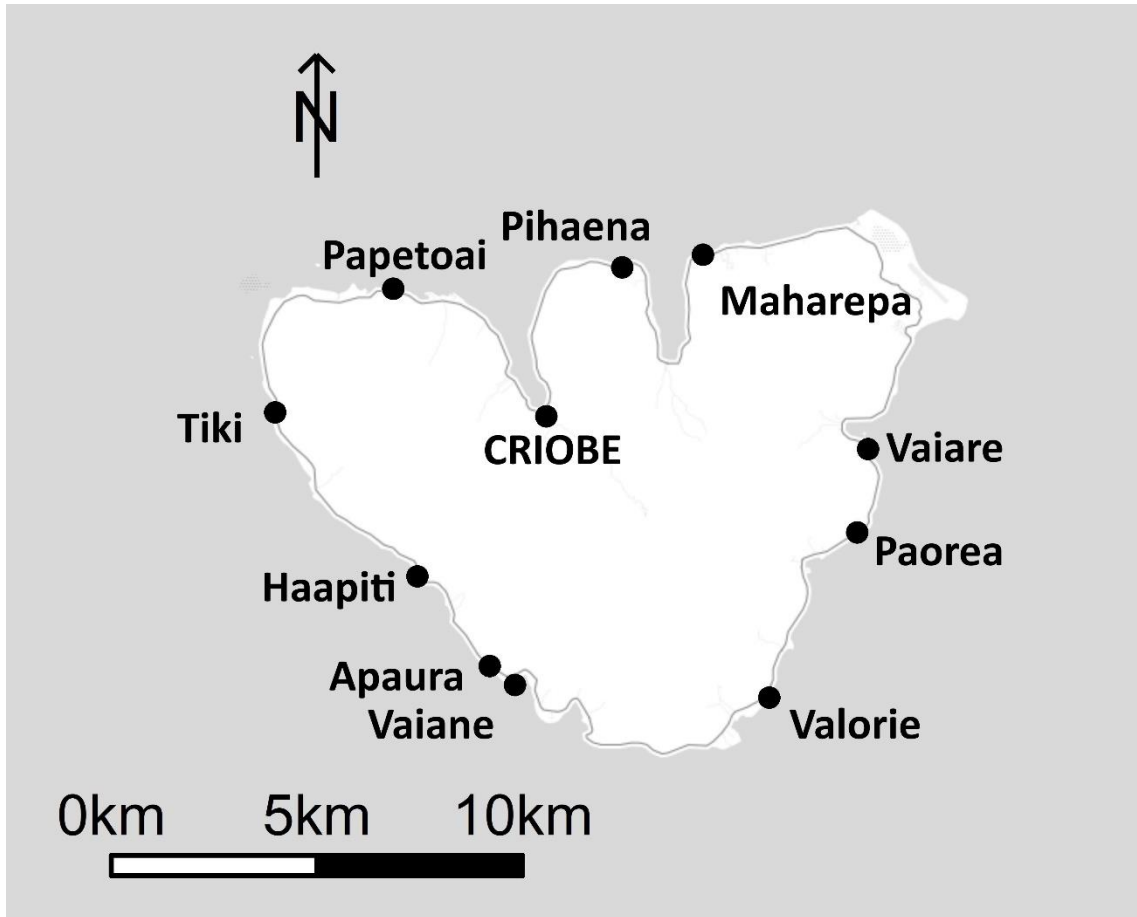 N
Pihaena
Papetoai
Maharepa
Tiki
CRIOBE
Vaiare
Paorea
Haapiti
Apaura
Vaiane
Valorie
0km 5km 10km